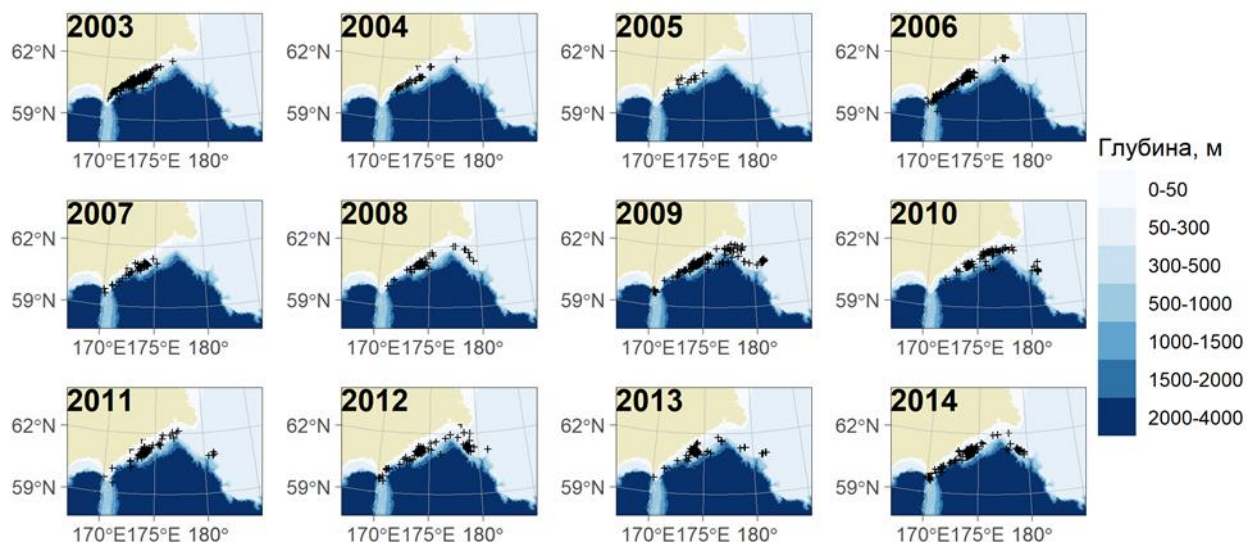 2003 2004 2005 2006
62°N 62°N 62°N 62°N
59°N 59°N 59°N 59°N
170°E175°E 180° 170°E175°E 180° 170°E175°E 180° 170°E175°E 180°
Глубина, м
0-50
50-300
300-500
500-1000
1000-1500
1500-2000
2000-4000
2007 2008 2009 2010
62°N 62°N 62°N 62°N
59°N 59°N 59°N 59°N
170°E175°E 180° 170°E175°E 180° 170°E175°E 180° 170°E175°E 180°
2011 2012 2013 2014
62°N 62°N 62°N 62°N
59°N 59°N 59°N 59°N
170°E175°E 180° 170°E175°E 180° 170°E175°E 180° 170°E175°E 180°